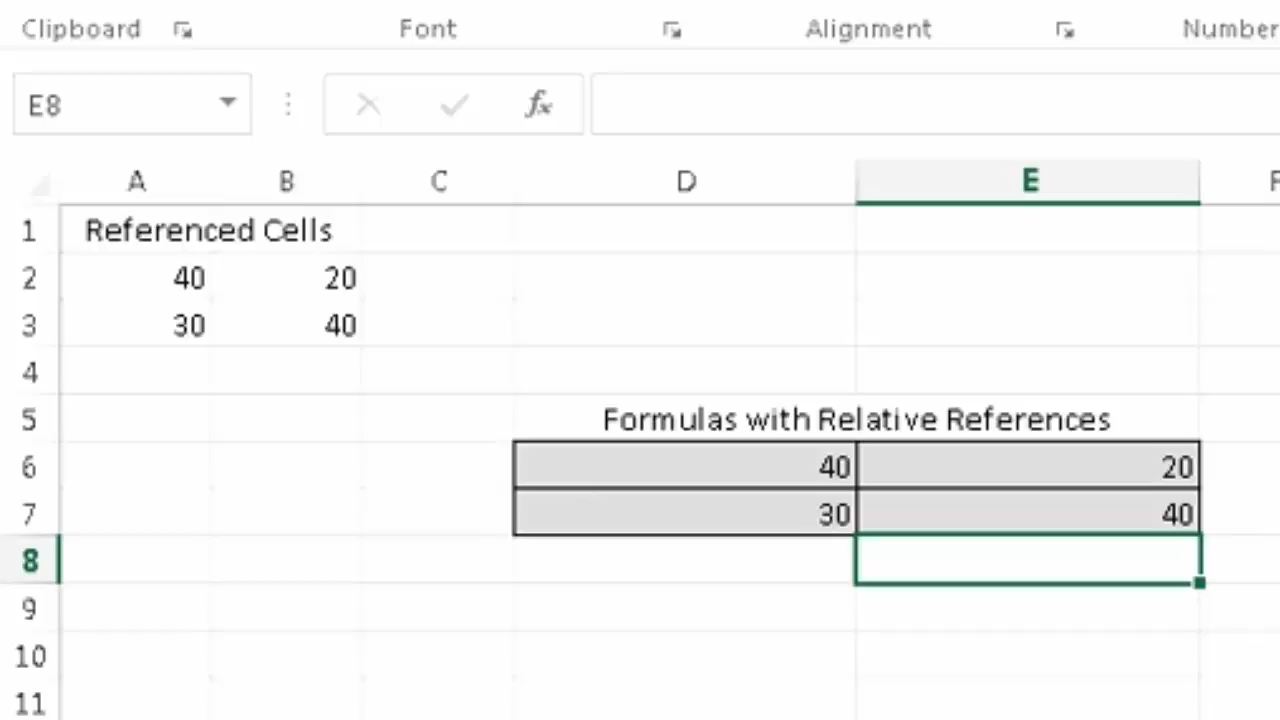 Clipboard Font Alignment Number
E8 fx
A B C D E F
1 Referenced Cells
2 40 20
3 30 40
4
5 Formulas with Relative References
6 40 20
7 30 40
8
9
10
11